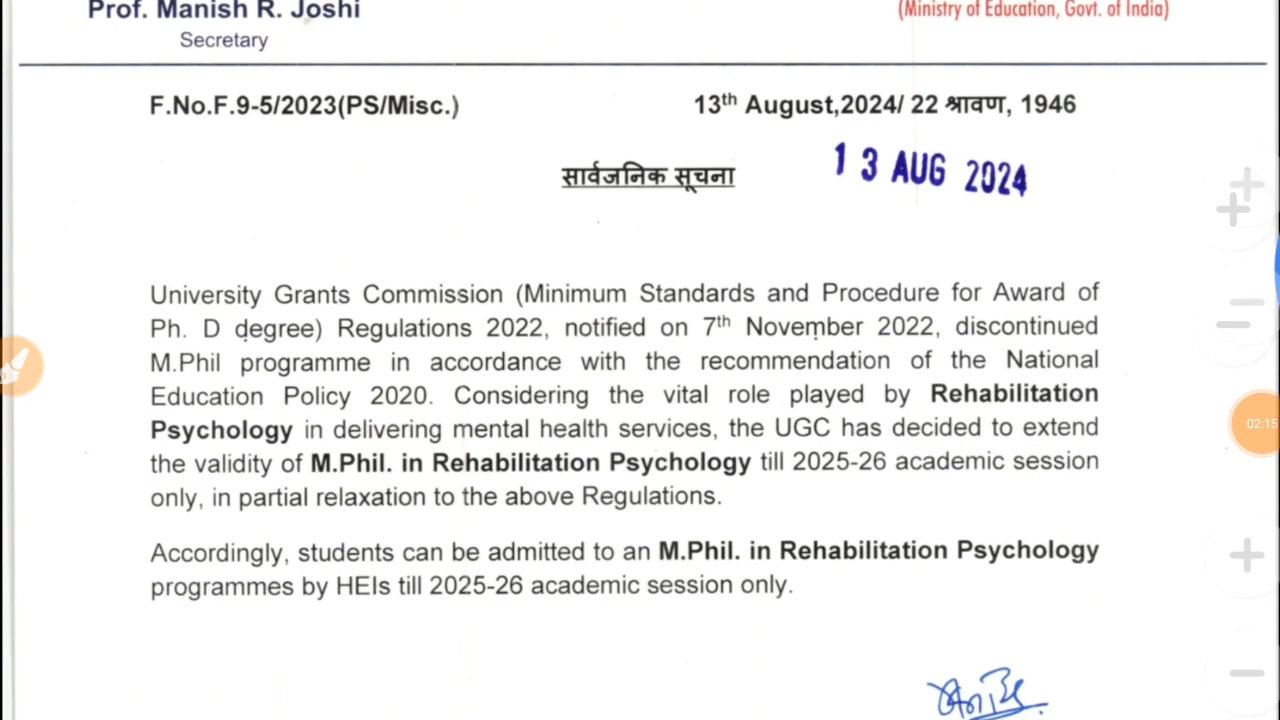 Prof. Manish R. Joshi
(Ministry of Education, Govt. of India)
Secretary
F.No.F.9-5/2023(PS/Misc.)
13th August,2024/ 22 श्रावण, 1946
सार्वजनिक सूचना
13 AUG 2024
University Grants Commission (Minimum Standards and Procedure for Award of
Ph. D degree) Regulations 2022, notified on 7th November 2022, discontinued
M.Phil programme in accordance with the recommendation of the National
Education Policy 2020. Considering the vital role played by Rehabilitation
Psychology in delivering mental health services, the UGC has decided to extend
the validity of M.Phil. in Rehabilitation Psychology till 2025-26 academic session
only, in partial relaxation to the above Regulations.
Accordingly, students can be admitted to an M.Phil. in Rehabilitation Psychology
programmes by HEIs till 2025-26 academic session only.
02:15